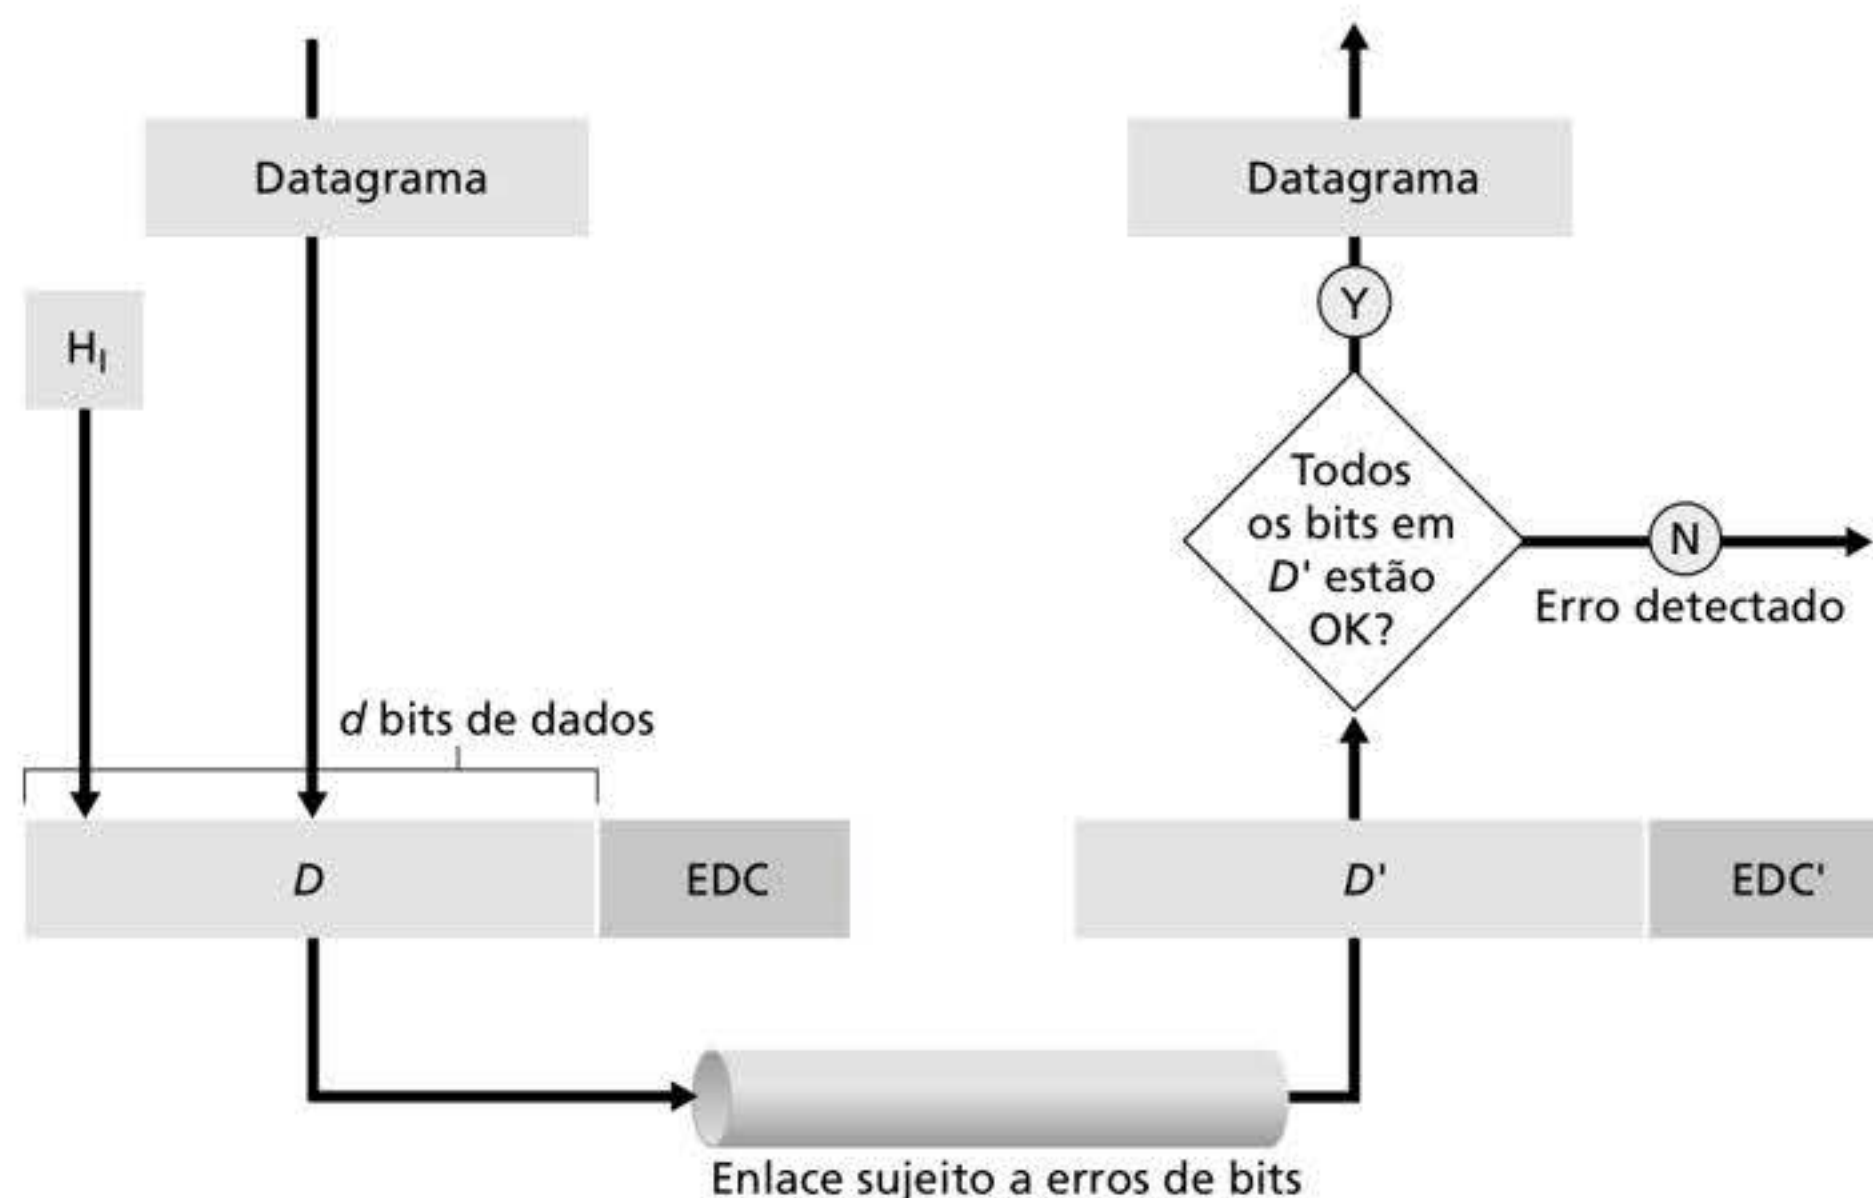 Datagrama
Datagrama
Y
H_l
Todos
os bits em
D' estão
OK?
N
Erro detectado
d bits de dados
D
EDC
D'
EDC'
Enlace sujeito a erros de bits